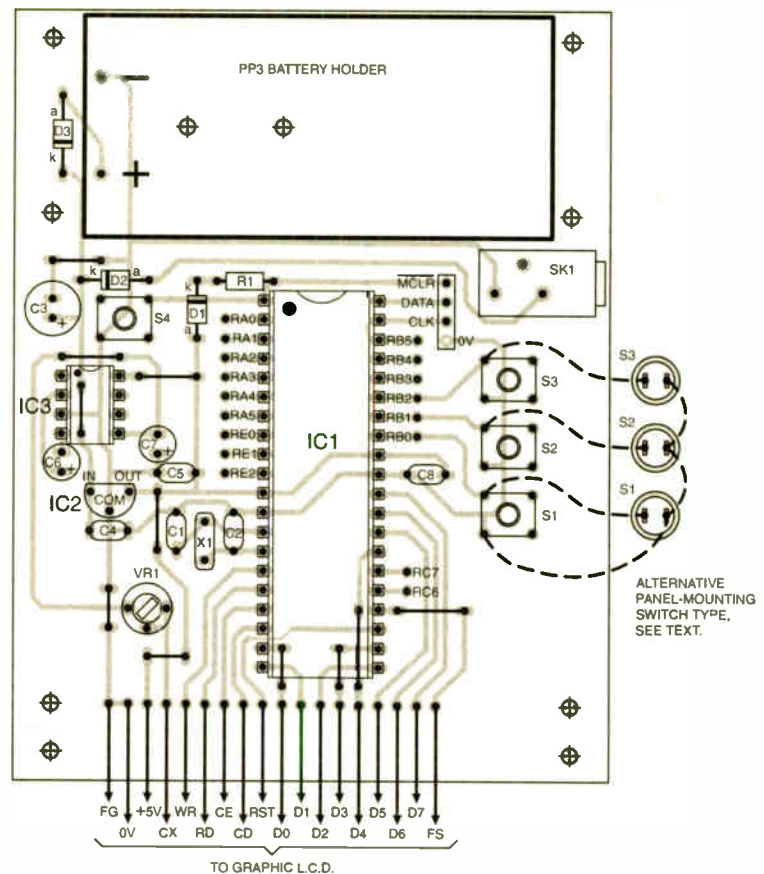 PP3 BATTERY HOLDER
a
D3
k
+
k
D2
a
C3
+
S4
k
D1
a
R1
MCLR
DATA
CLK
0V
SK1
RA0
RA1
RA2
RA3
RA4
RA5
RE0
RE1
RE2
RB5
RB4
RB3
RB2
RB1
RB0
IC1
IC3
C7
+
C6
+
C5
IN
OUT
IC2
COM
C4
C1
X1
C2
C8
VR1
RC7
RC6
S3
S2
S1
S3
S2
S1
ALTERNATIVE
PANEL-MOUNTING
SWITCH TYPE,
SEE TEXT.
FG +5V WR CE RST D1 D3 D5 D7
0V CX RD CD D0 D2 D4 D6 FS
TO GRAPHIC L.C.D.